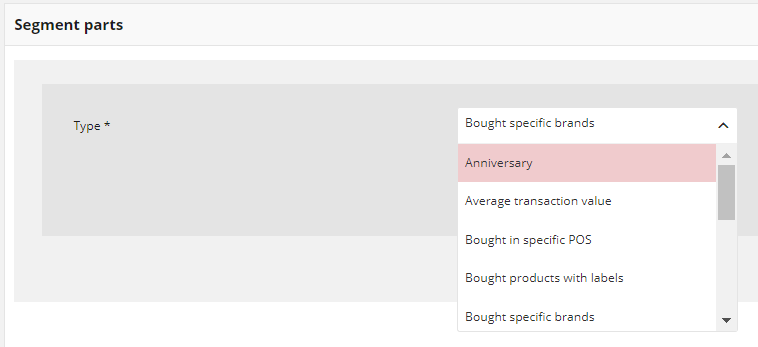 Segment parts
Type *
Bought specific brands
Anniversary
Average transaction value
Bought in specific POS
Bought products with labels
Bought specific brands